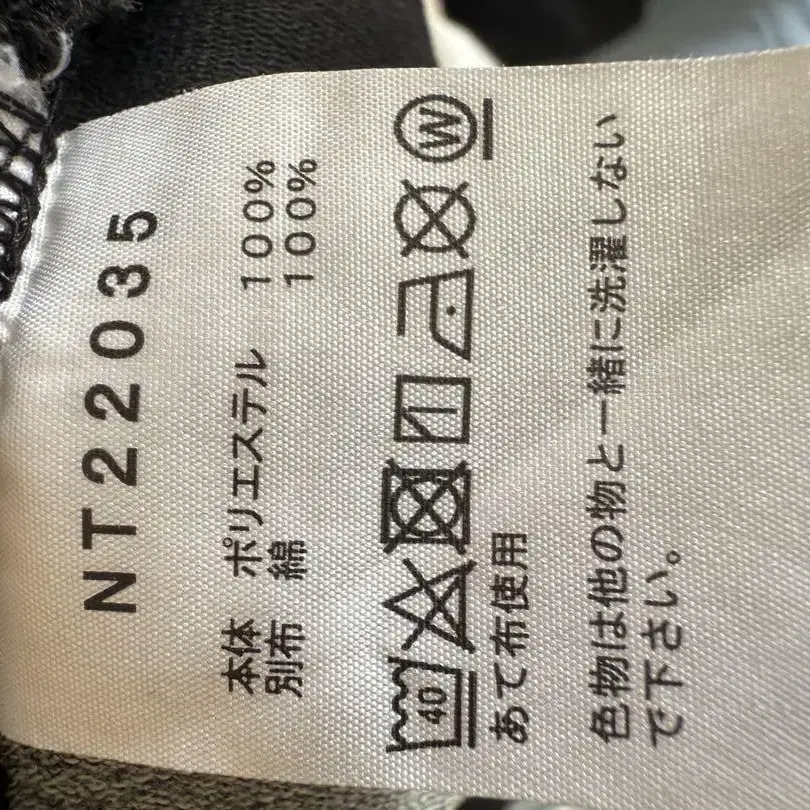 NT22035
本体 ポリエステル 100%
別布 綿 100%
40 W
あて布使用
色物は他の物と一緒に洗濯しない
で下さい。